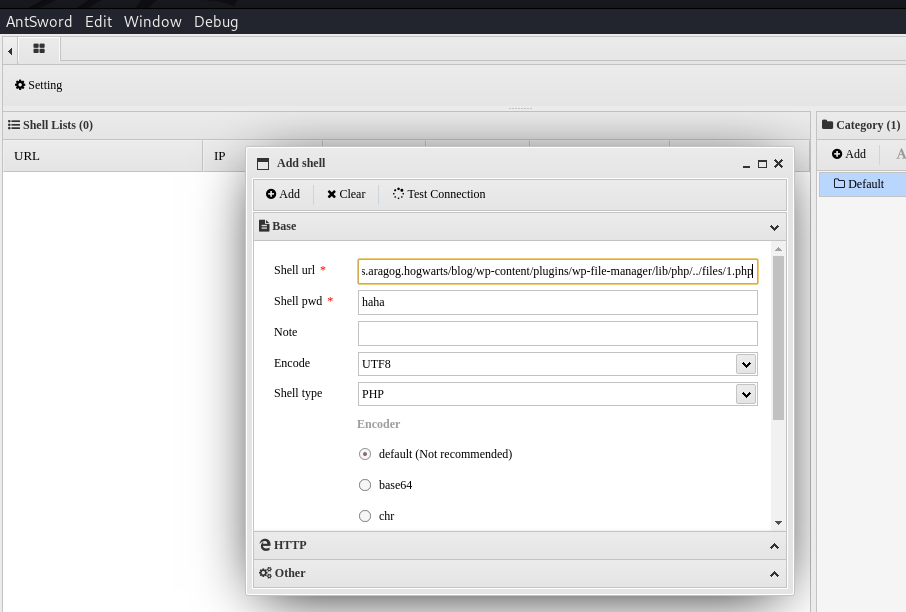 AntSword Edit Window Debug
Setting
Shell Lists (0)
Category (1)
URL IP
Add
A
Default
Add shell
Add Clear Test Connection
Base
Shell url * s.aragog.hogwarts/blog/wp-content/plugins/wp-file-manager/lib/php/../files/1.php
Shell pwd * haha
Note
Encode UTF8
Shell type PHP
Encoder
default (Not recommended)
base64
chr
HTTP
Other